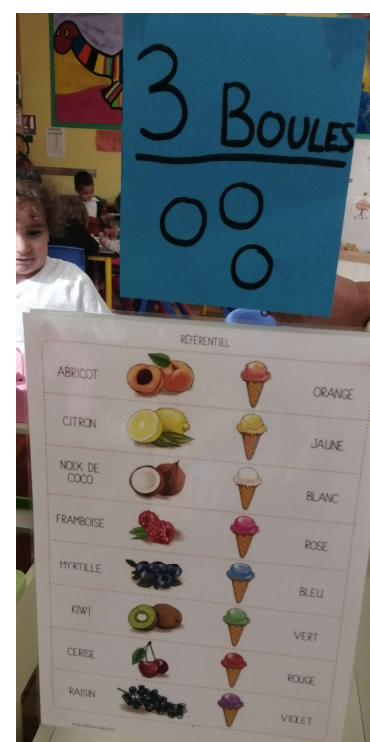 3 BOULES
RÉFÉRENTIEL
ABRICOT ORANGE
CITRON JAUNE
NOIX DE
COCO BLANC
FRAMBOISE ROSE
MYRTILLE BLEU
KIWI VERT
CERISE ROUGE
RAISIN VIOLET